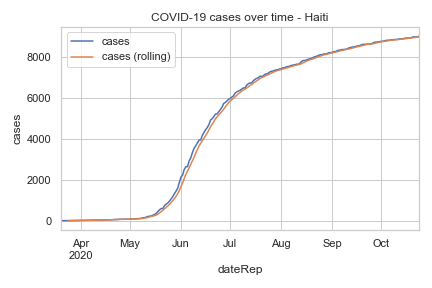 COVID-19 cases over time - Haiti
cases
cases (rolling)
8000
6000
4000
2000
0
cases
Apr
2020
May
Jun
Jul
Aug
Sep
Oct
dateRep